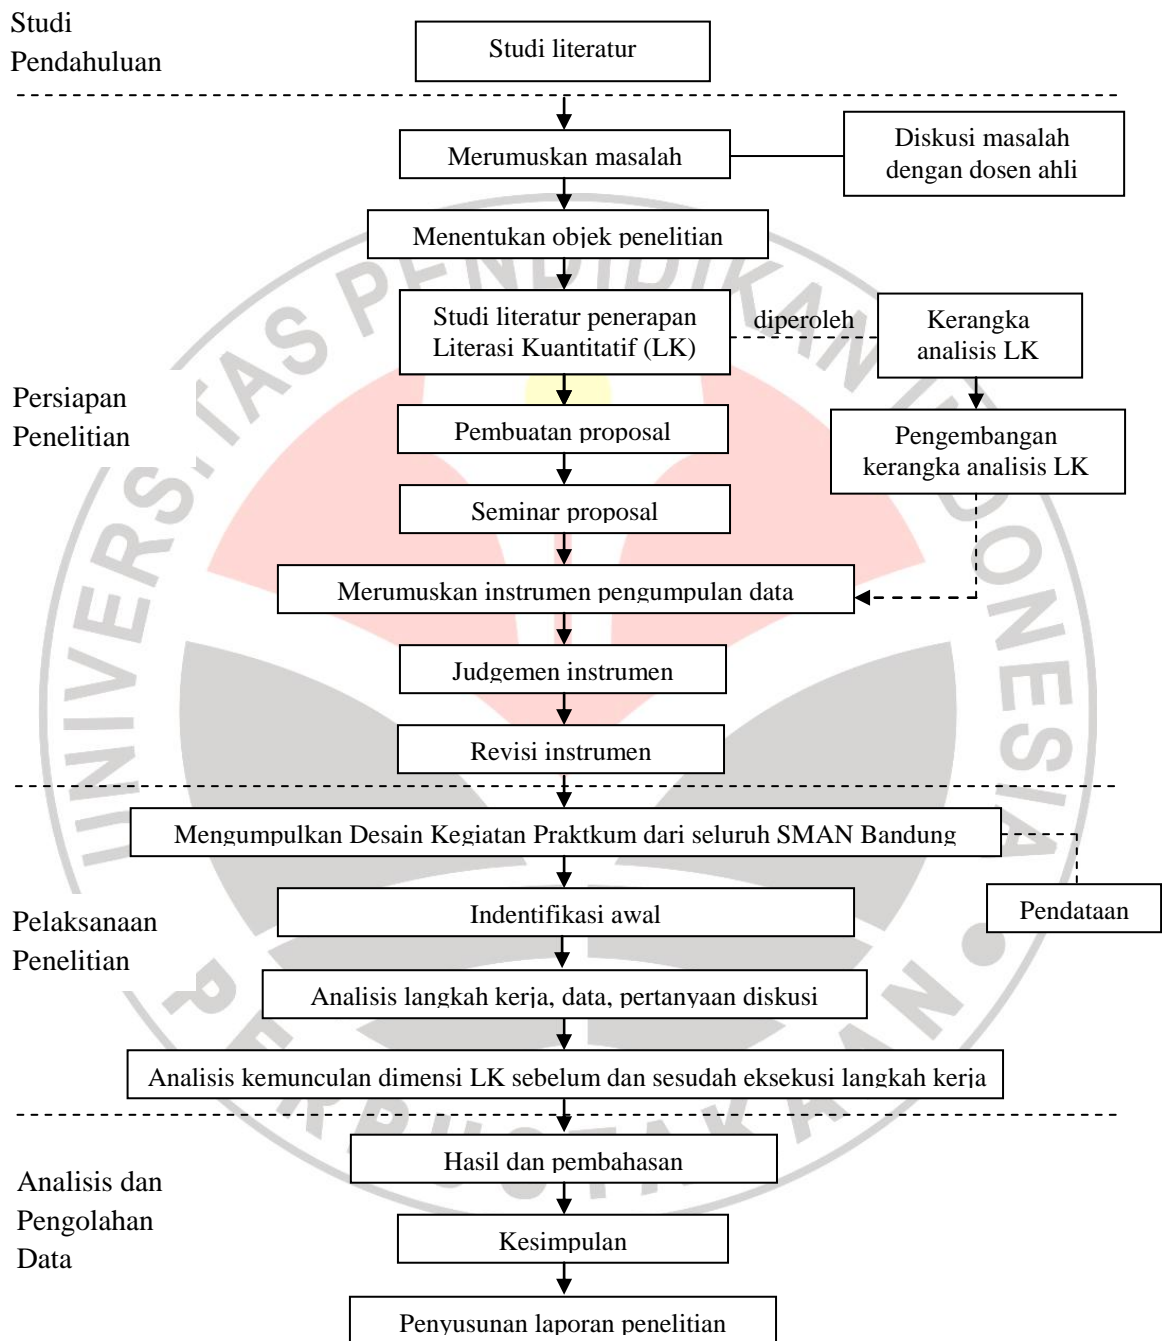 Studi
Pendahuluan
Studi literatur
Merumuskan masalah
Diskusi masalah
dengan dosen ahli
Menentukan objek penelitian
Studi literatur penerapan
Literasi Kuantitatif (LK)
diperoleh
Kerangka
analisis LK
Persiapan
Penelitian
Pembuatan proposal
Pengembangan
kerangka analisis LK
Seminar proposal
Merumuskan instrumen pengumpulan data
Judgemen instrumen
Revisi instrumen
Mengumpulkan Desain Kegiatan Praktkum dari seluruh SMAN Bandung
Pelaksanaan
Penelitian
Indentifikasi awal
Pendataan
Analisis langkah kerja, data, pertanyaan diskusi
Analisis kemunculan dimensi LK sebelum dan sesudah eksekusi langkah kerja
Analisis dan
Pengolahan
Data
Hasil dan pembahasan
Kesimpulan
Penyusunan laporan penelitian
UNIVERSITAS PENDIDIKAN INDONESIA
PERPUSTAKAAN